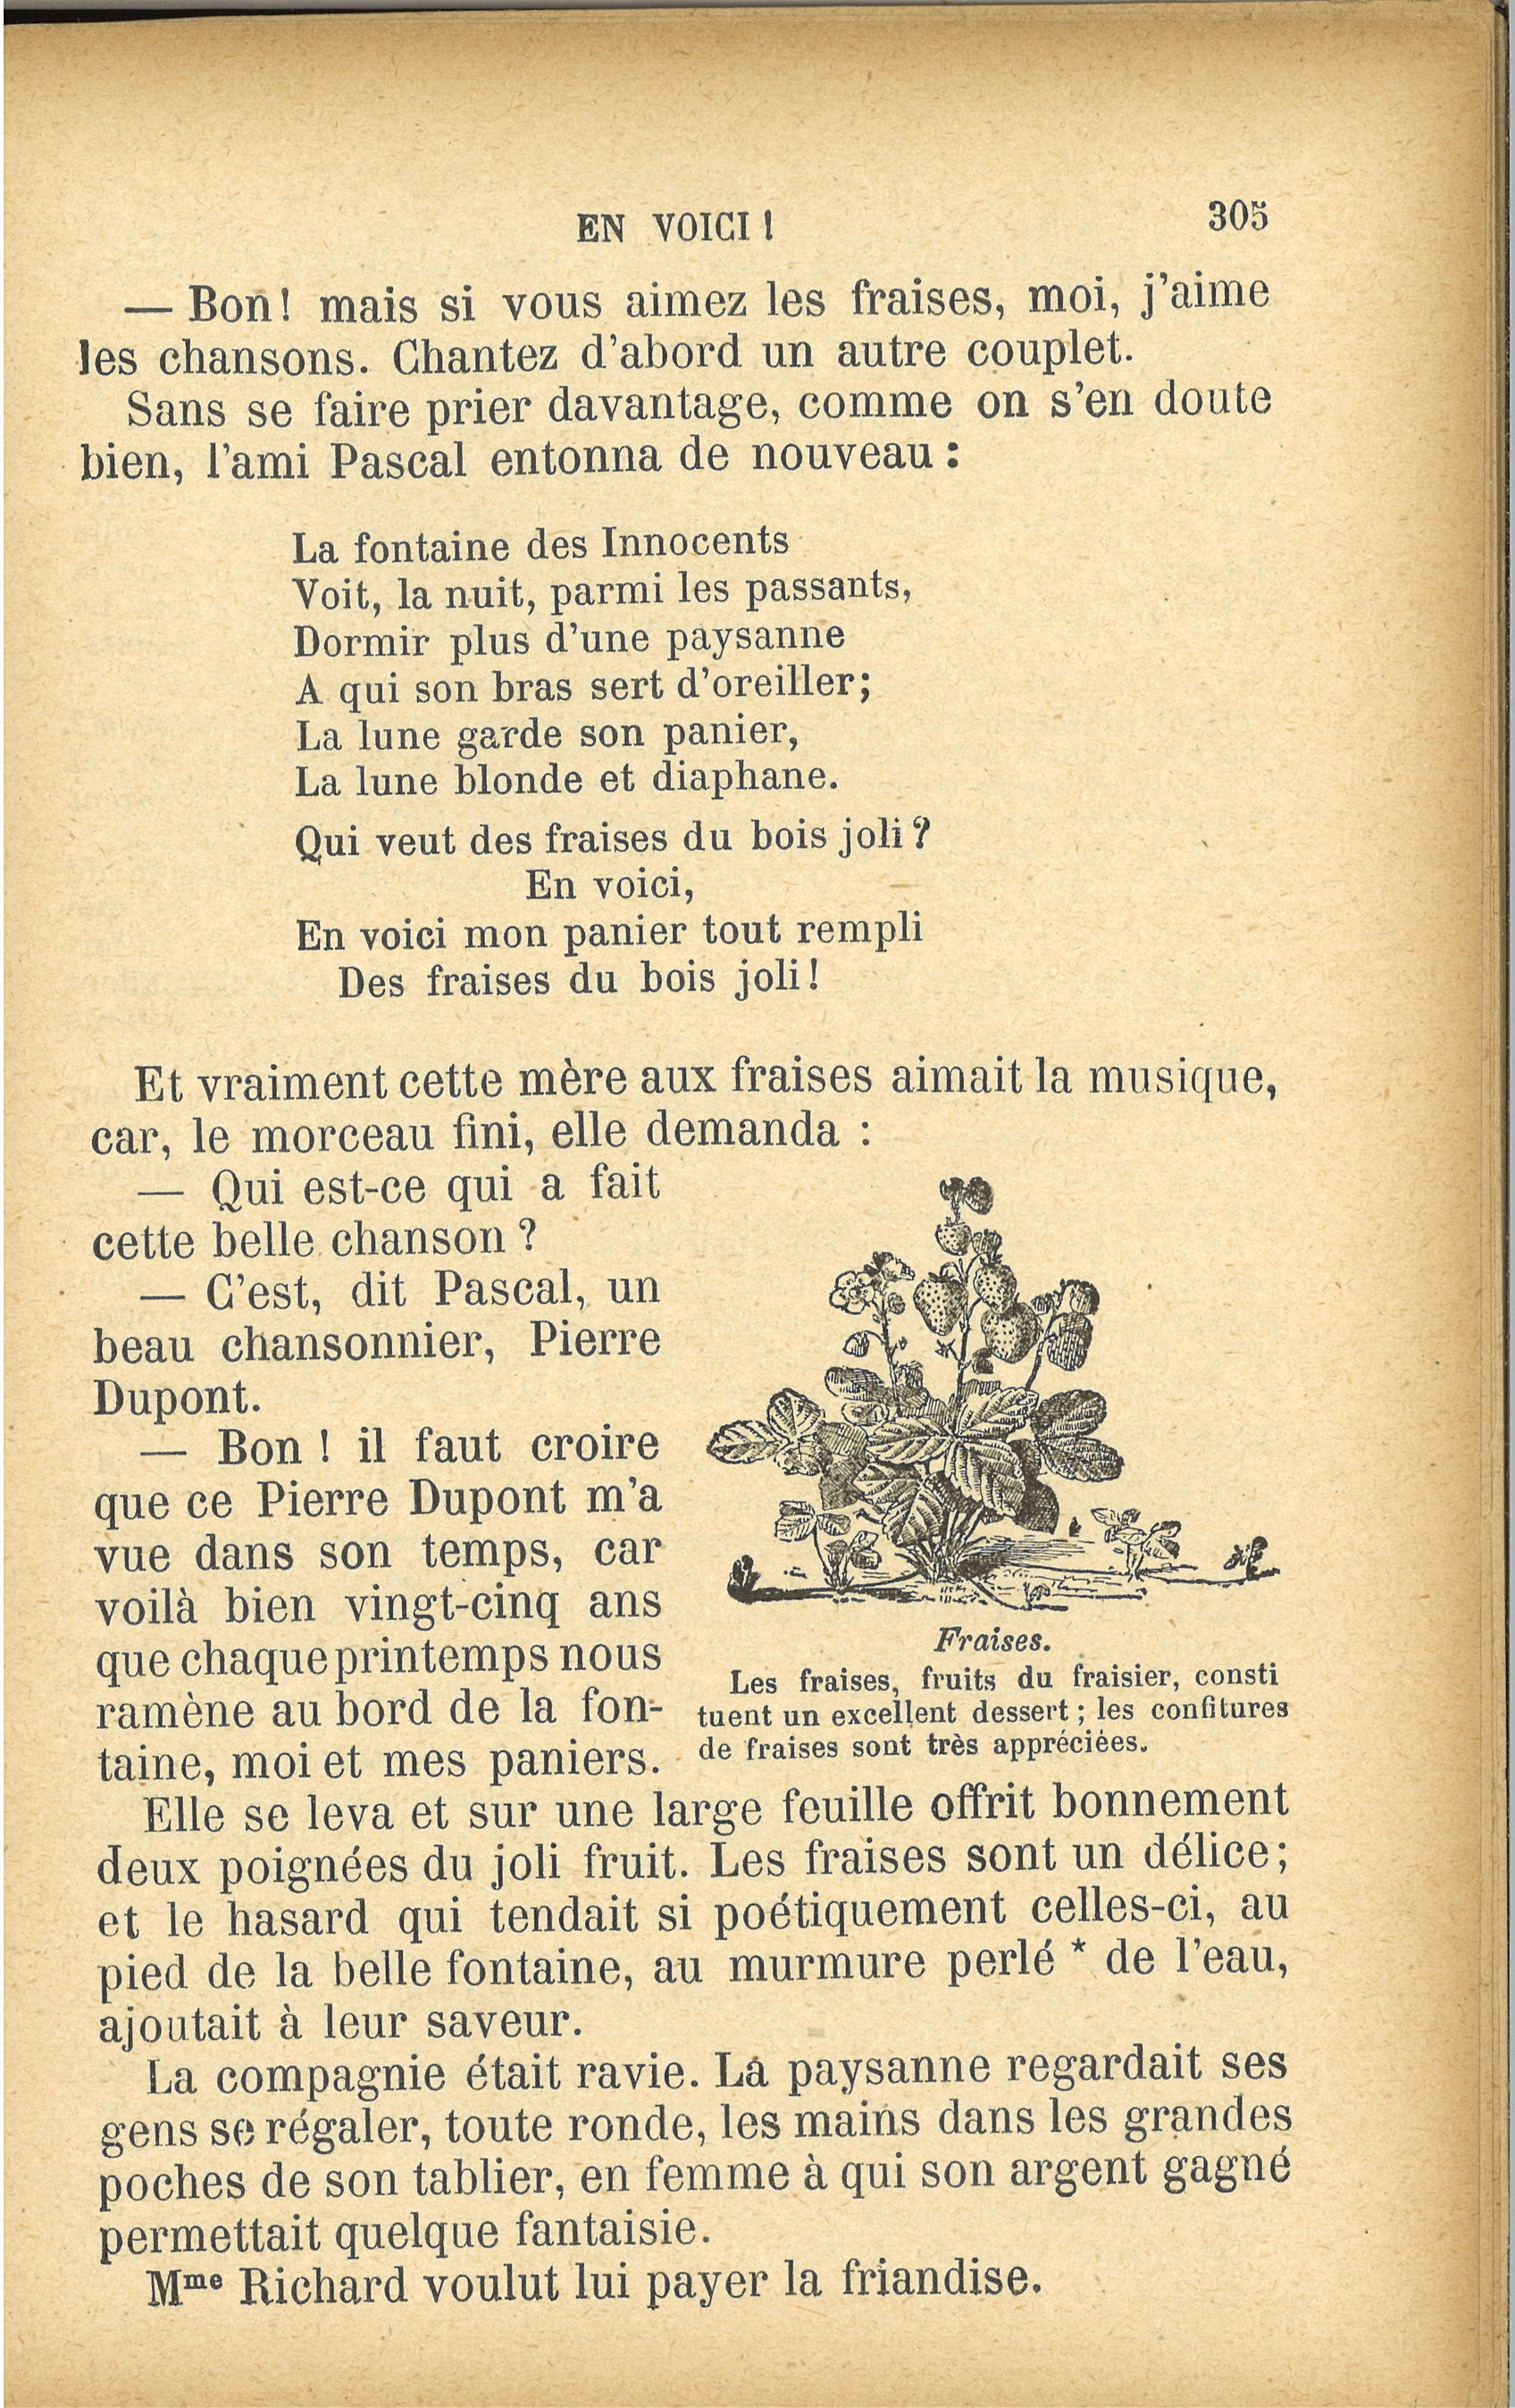 EN VOICI !
305
— Bon! mais si vous aimez les fraises, moi, j'aime
les chansons. Chantez d'abord un autre couplet.
Sans se faire prier davantage, comme on s'en doute
bien, l'ami Pascal entonna de nouveau :
La fontaine des Innocents
Voit, la nuit, parmi les passants,
Dormir plus d'une paysanne
A qui son bras sert d'oreiller;
La lune garde son panier,
La lune blonde et diaphane.
Qui veut des fraises du bois joli ?
En voici,
En voici mon panier tout rempli
Des fraises du bois joli!
Et vraiment cette mère aux fraises aimait la musique,
car, le morceau fini, elle demanda :
— Qui est-ce qui a fait
cette belle chanson ?
— C'est, dit Pascal, un
beau chansonnier, Pierre
Dupont.
— Bon ! il faut croire
que ce Pierre Dupont m'a
vue dans son temps, car
voilà bien vingt-cinq ans
que chaque printemps nous
ramène au bord de la fon-
taine, moi et mes paniers.
Fraises.
Les fraises, fruits du fraisier, consti
tuent un excellent dessert ; les confitures
de fraises sont très appréciées.
Elle se leva et sur une large feuille offrit bonnement
deux poignées du joli fruit. Les fraises sont un délice;
et le hasard qui tendait si poétiquement celles-ci, au
pied de la belle fontaine, au murmure perlé * de l'eau,
ajoutait à leur saveur.
La compagnie était ravie. La paysanne regardait ses
gens se régaler, toute ronde, les mains dans les grandes
poches de son tablier, en femme à qui son argent gagné
permettait quelque fantaisie.
Mme Richard voulut lui payer la friandise.